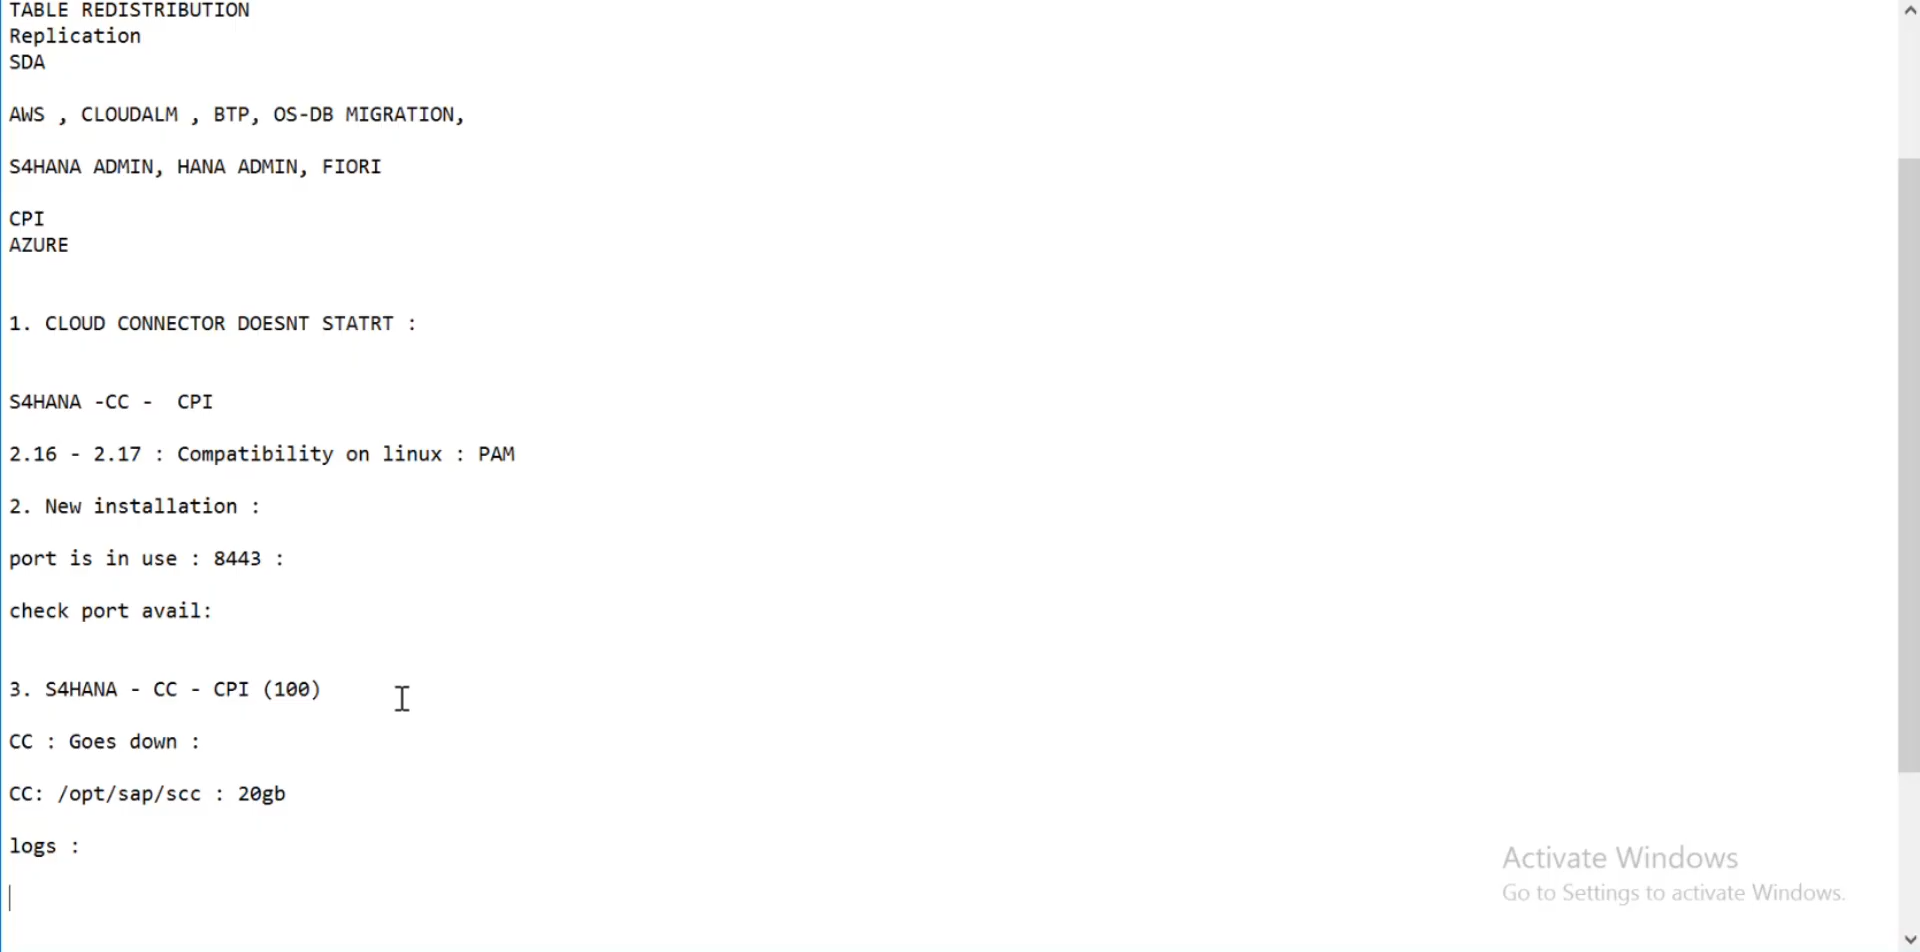 TABLE REDISTRIBUTION
Replication
SDA
AWS , CLOUDALM , BTP, OS-DB MIGRATION,
S4HANA ADMIN, HANA ADMIN, FIORI
CPI
AZURE
1. CLOUD CONNECTOR DOESNT STATRT :
S4HANA -CC -  CPI
2.16 - 2.17 : Compatibility on linux : PAM
2. New installation :
port is in use : 8443 :
check port avail:
3. S4HANA - CC - CPI (100)
CC : Goes down :
CC: /opt/sap/scc : 20gb
logs :
Activate Windows
Go to Settings to activate Windows.